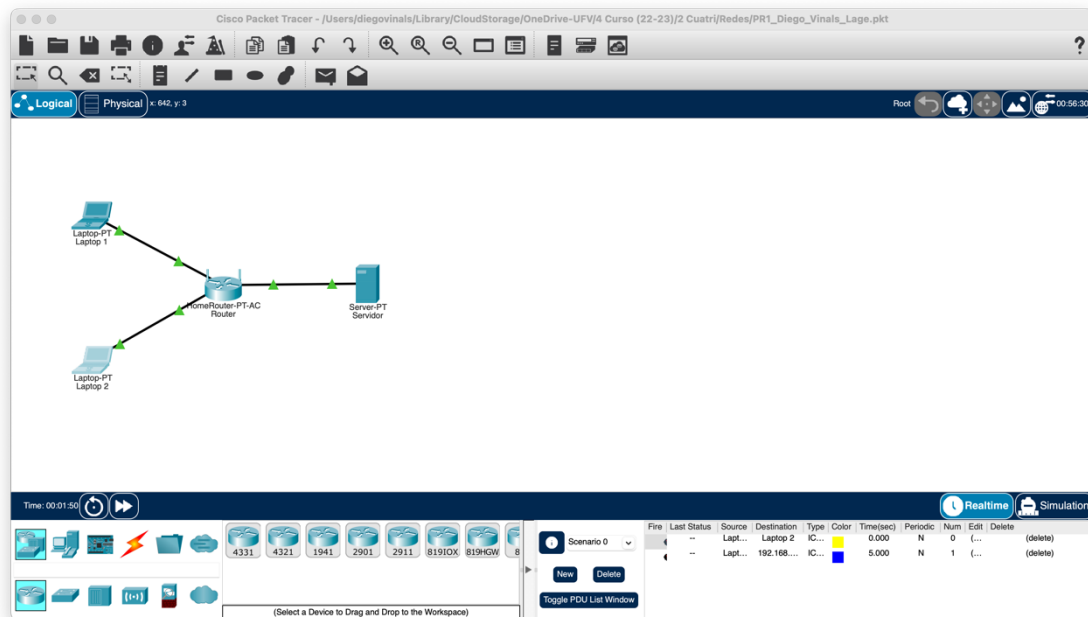 Cisco Packet Tracer - /Users/diegovinals/Library/CloudStorage/OneDrive-UFV/4 Curso (22-23)/2 Cuatri/Redes/PR1_Diego_Vinals_Lage.pkt
?
Logical Physical x: 642, y: 3 Root 00:56:30
Laptop-PT
Laptop 1
HomeRouter-PT-AC
Router
Server-PT
Servidor
Laptop-PT
Laptop 2
Time: 00:01:50 Realtime Simulation
4331 4321 1941 2901 2911 819IOX 819HGW 8
(Select a Device to Drag and Drop to the Workspace)
Scenario 0
New Delete
Toggle PDU List Window
Fire Last Status Source Destination Type Color Time(sec) Periodic Num Edit Delete
-- Lapt... Laptop 2 IC... 0.000 N 0 (... (delete)
-- Lapt... 192.168.... IC... 5.000 N 1 (... (delete)